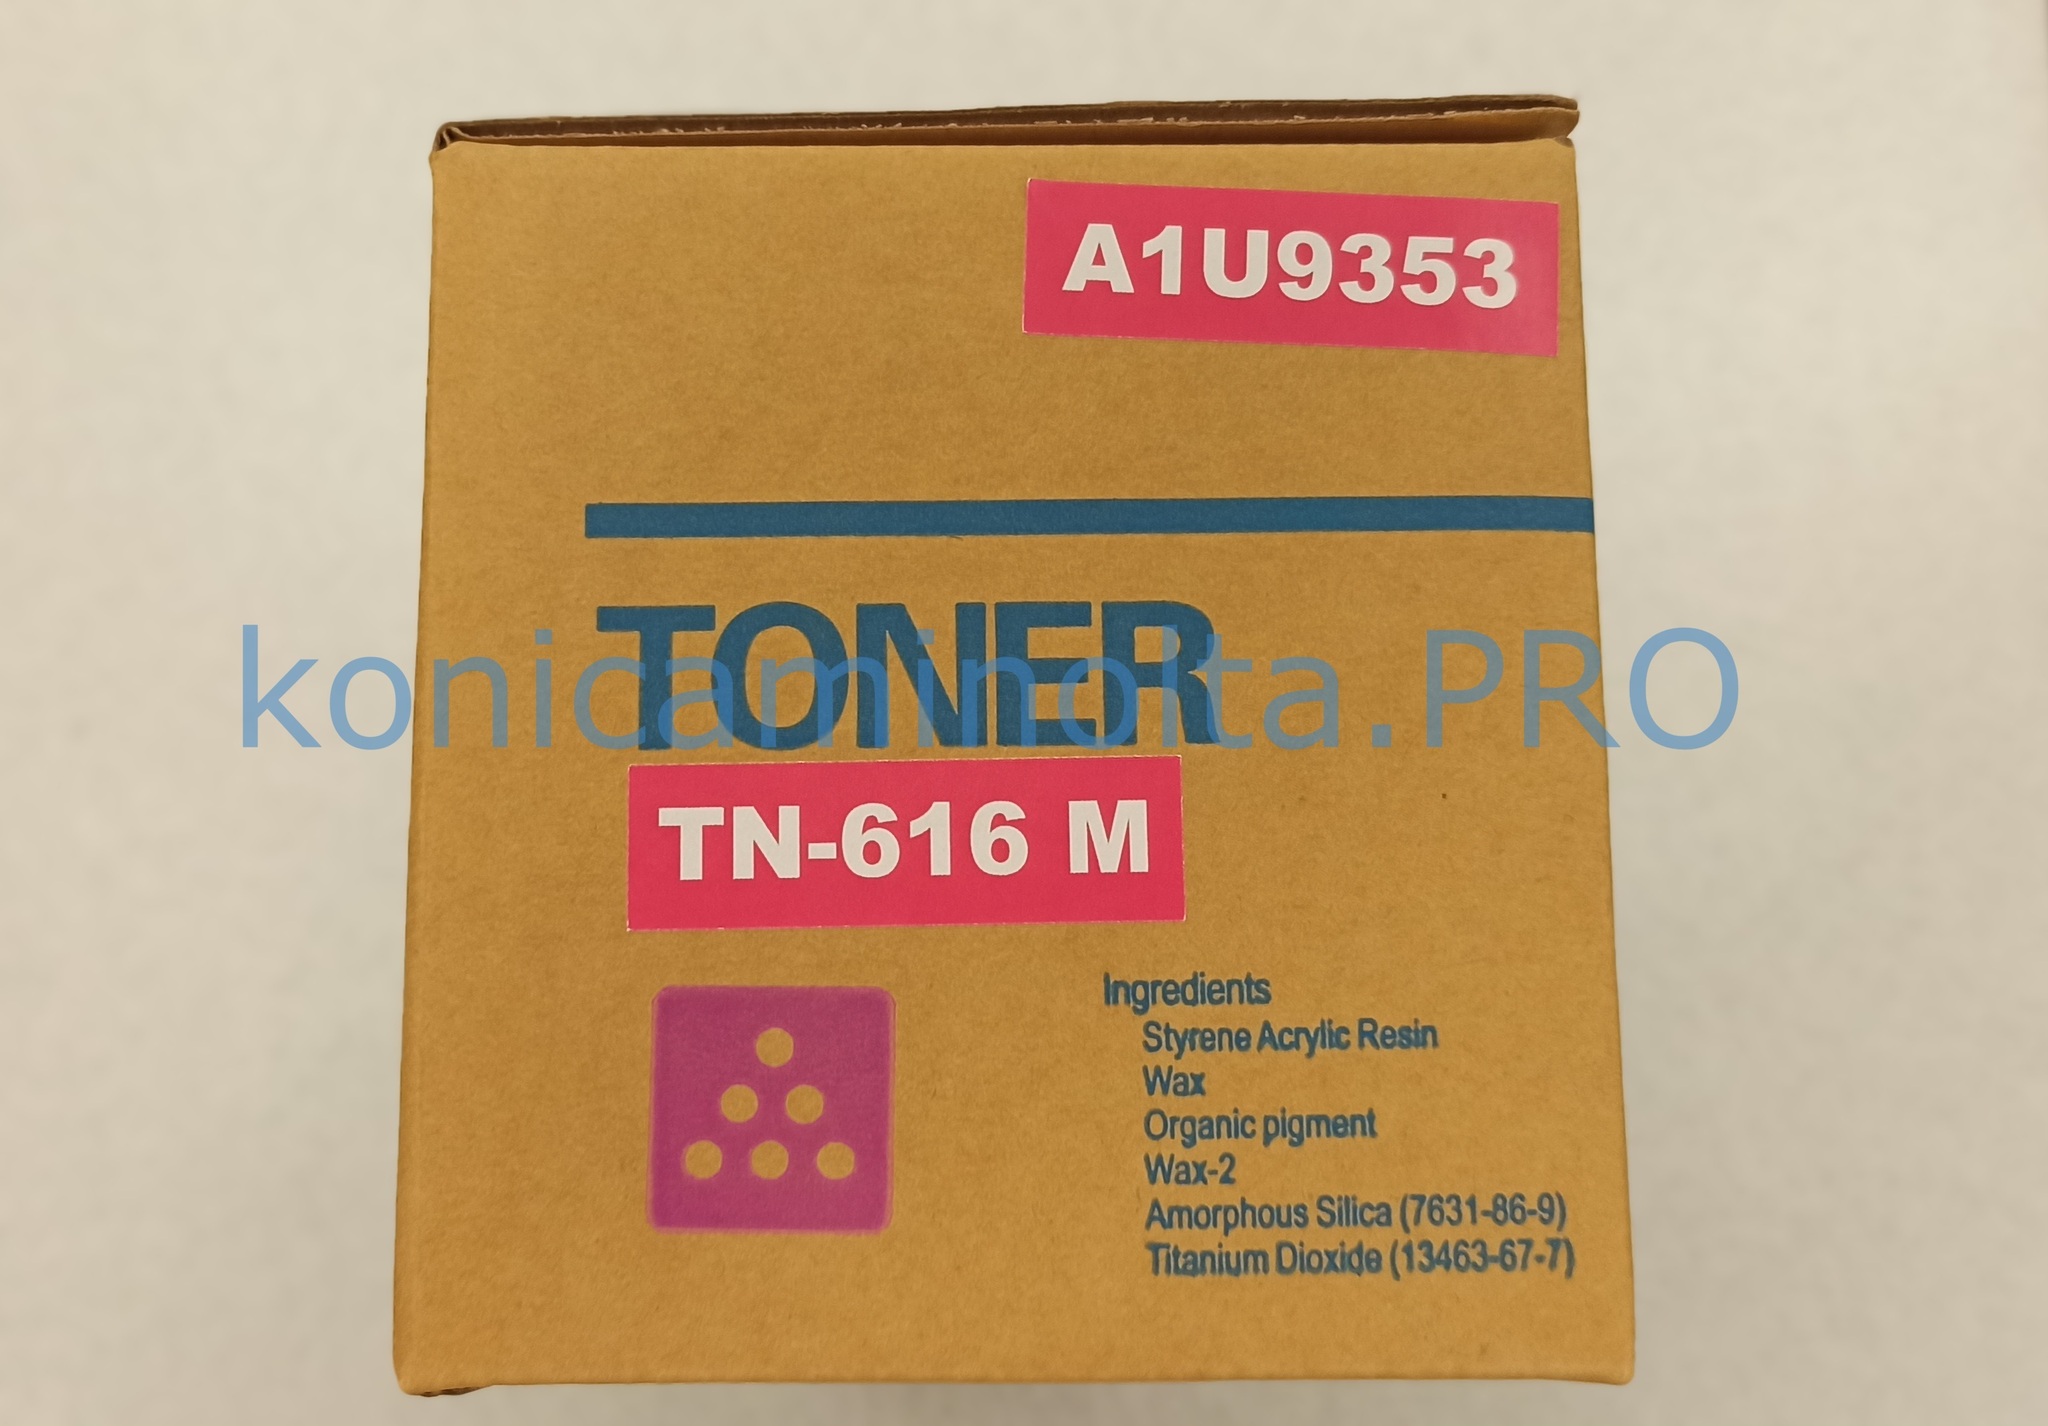 A1U9353
TONER
konicaminolta.PRO
TN-616 M
Ingredients
Styrene Acrylic Resin
Wax
Organic pigment
Wax-2
Amorphous Silica (7631-86-9)
Titanium Dioxide (13463-67-7)